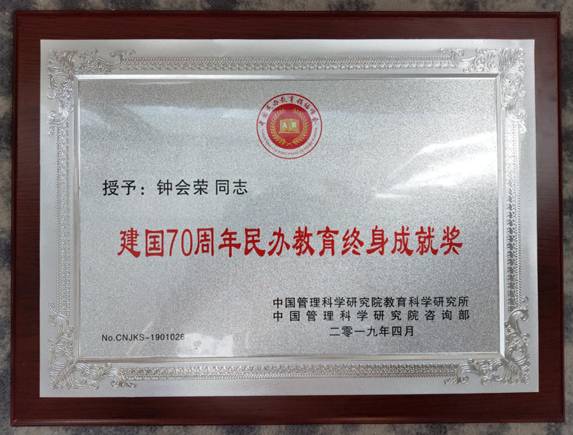 授予：钟会荣 同志
建国70周年民办教育终身成就奖
中国管理科学研究院教育科学研究所
中国管理科学研究院咨询部
No.CNJKS-1901026
二零一九年四月